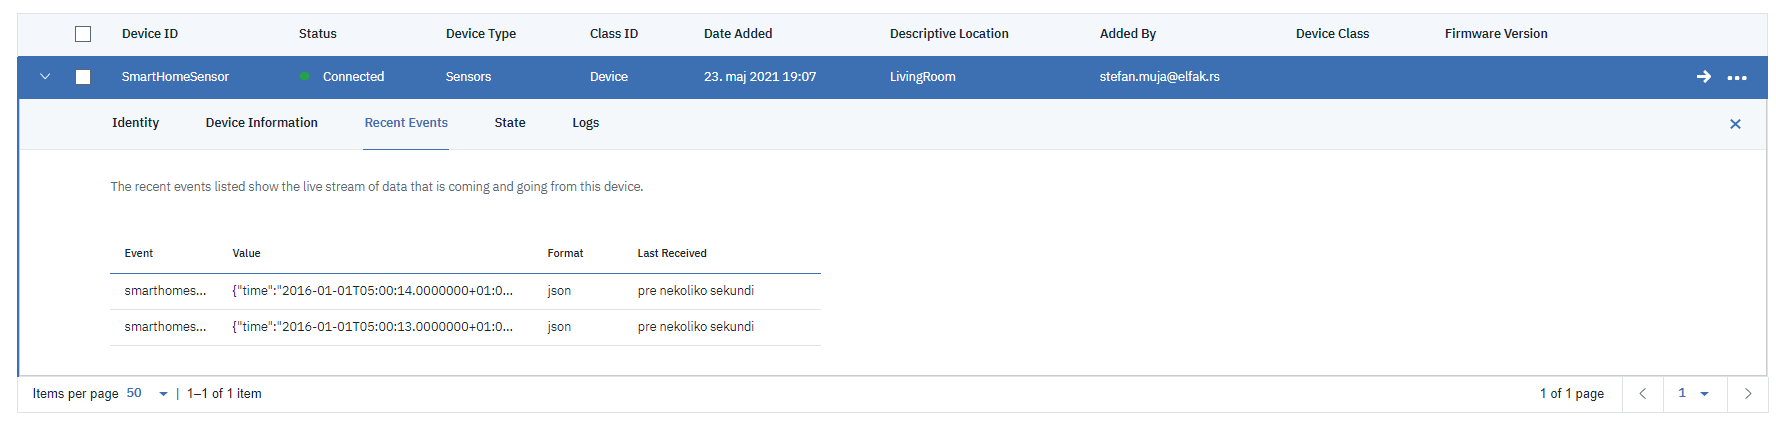 Device ID Status Device Type Class ID Date Added Descriptive Location Added By Device Class Firmware Version
SmartHomeSensor Connected Sensors Device 23. maj 2021 19:07 LivingRoom stefan.muja@elfak.rs
Identity Device Information Recent Events State Logs
The recent events listed show the live stream of data that is coming and going from this device.
Event Value Format Last Received
smarthomes... {"time":"2016-01-01T05:00:14.0000000+01:0... json pre nekoliko sekundi
smarthomes... {"time":"2016-01-01T05:00:13.0000000+01:0... json pre nekoliko sekundi
Items per page 50 | 1–1 of 1 item 1 of 1 page 1